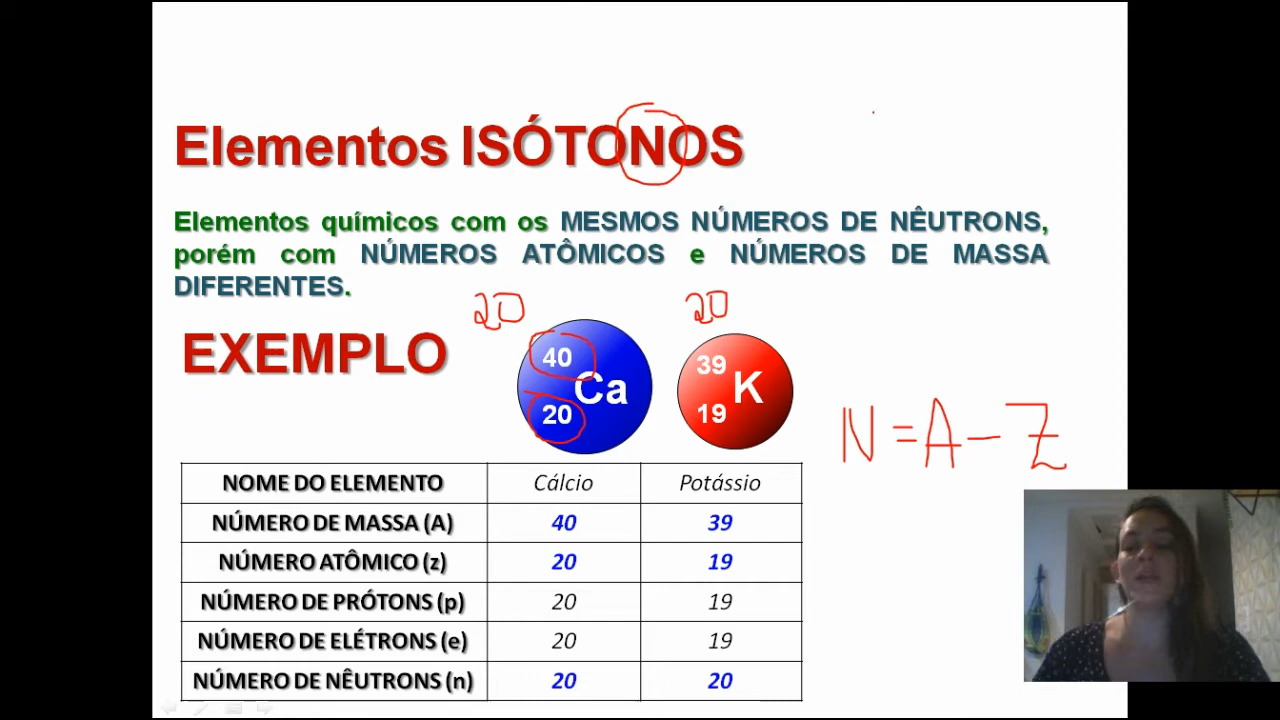 Elementos ISÓTONOS
Elementos químicos com os MESMOS NÚMEROS DE NÊUTRONS,
porém com NÚMEROS ATÔMICOS e NÚMEROS DE MASSA
DIFERENTES.
20 20
EXEMPLO
40 Ca 20
39 K 19
N = A - Z
NOME DO ELEMENTO Cálcio Potássio
NÚMERO DE MASSA (A) 40 39
NÚMERO ATÔMICO (z) 20 19
NÚMERO DE PRÓTONS (p) 20 19
NÚMERO DE ELÉTRONS (e) 20 19
NÚMERO DE NÊUTRONS (n) 20 20